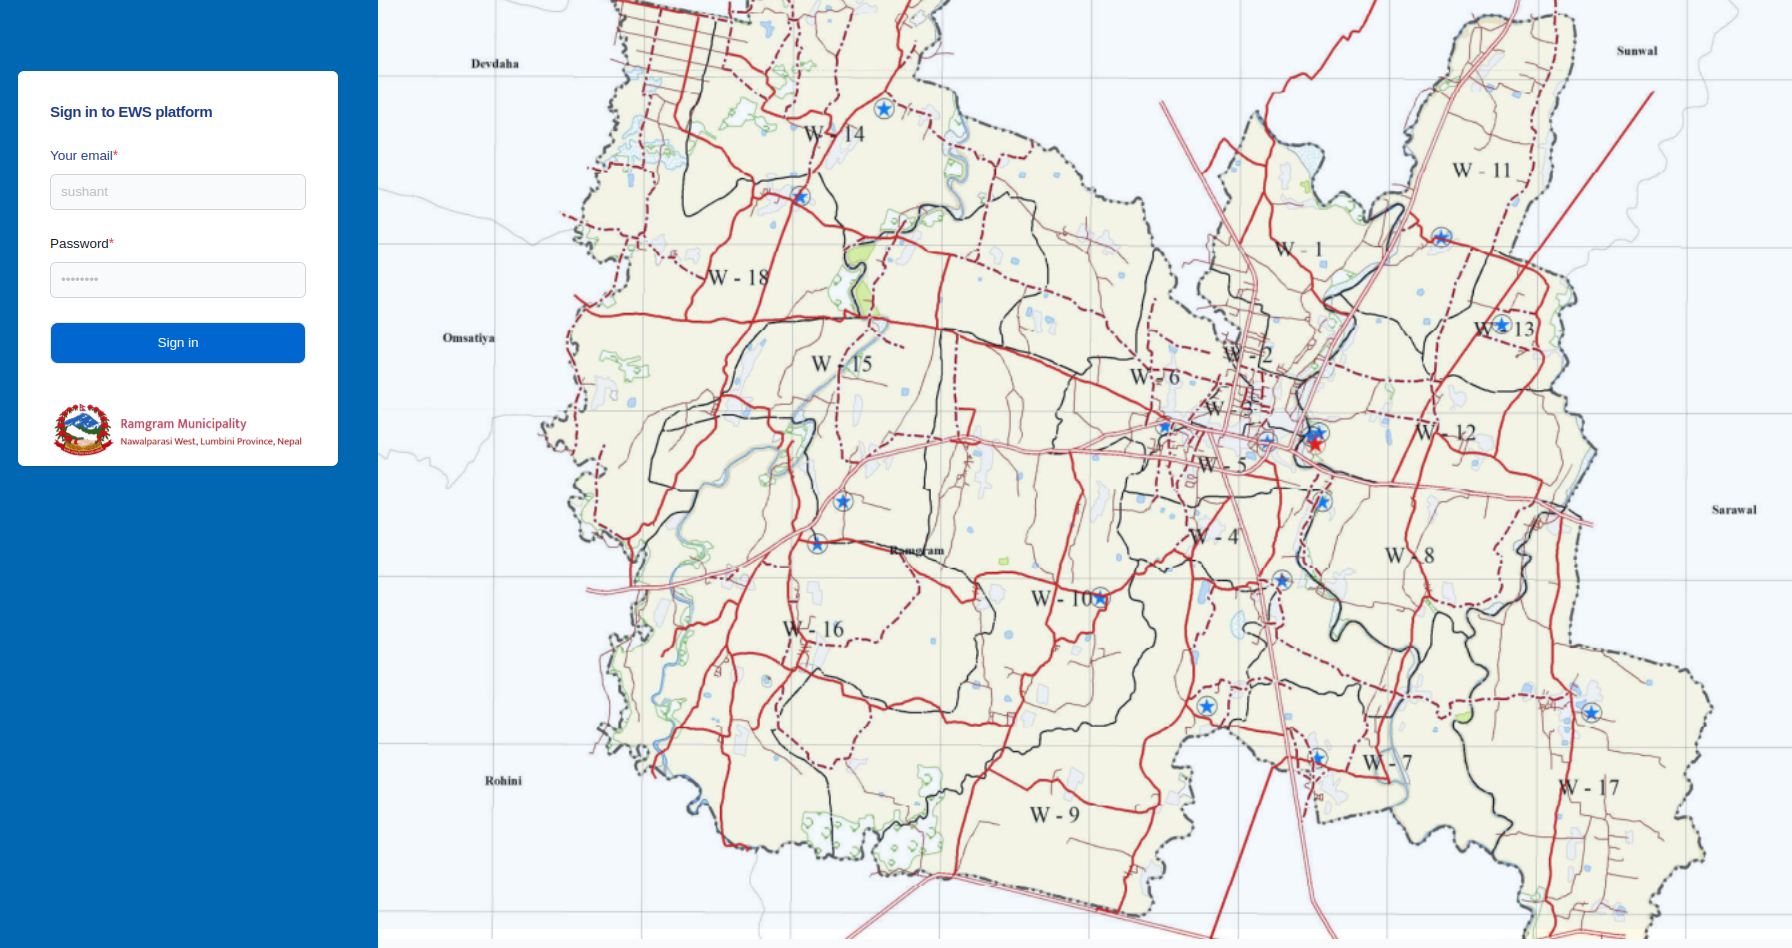 Sign in to EWS platform
Your email*
sushant
Password*
••••••••
Sign in
Ramgram Municipality
Nawalparasi West, Lumbini Province, Nepal
Devdaha
Sunwal
W - 14
W - 11
W - 1
W - 18
W - 13
Omsatiya
W - 2
W - 15
W - 6
W - 3
W - 12
W - 5
Sarawal
W - 4
Ramgram
W - 8
W - 10
W - 16
W - 7
Rohini
W - 17
W - 9